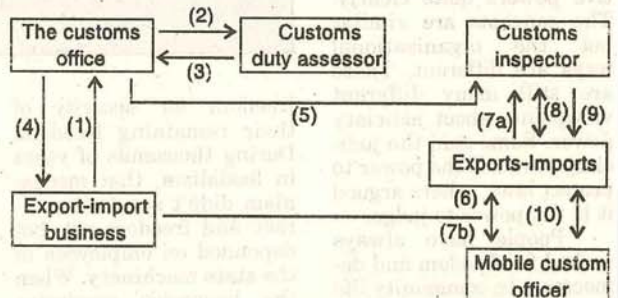 The customs
office
(2)
(3)
Customs
duty assessor
Customs
inspector
(4)
(1)
(5)
(7a)
(8)
(9)
Export-import
business
Exports-Imports
(6)
(7b)
(10)
Mobile custom
officer